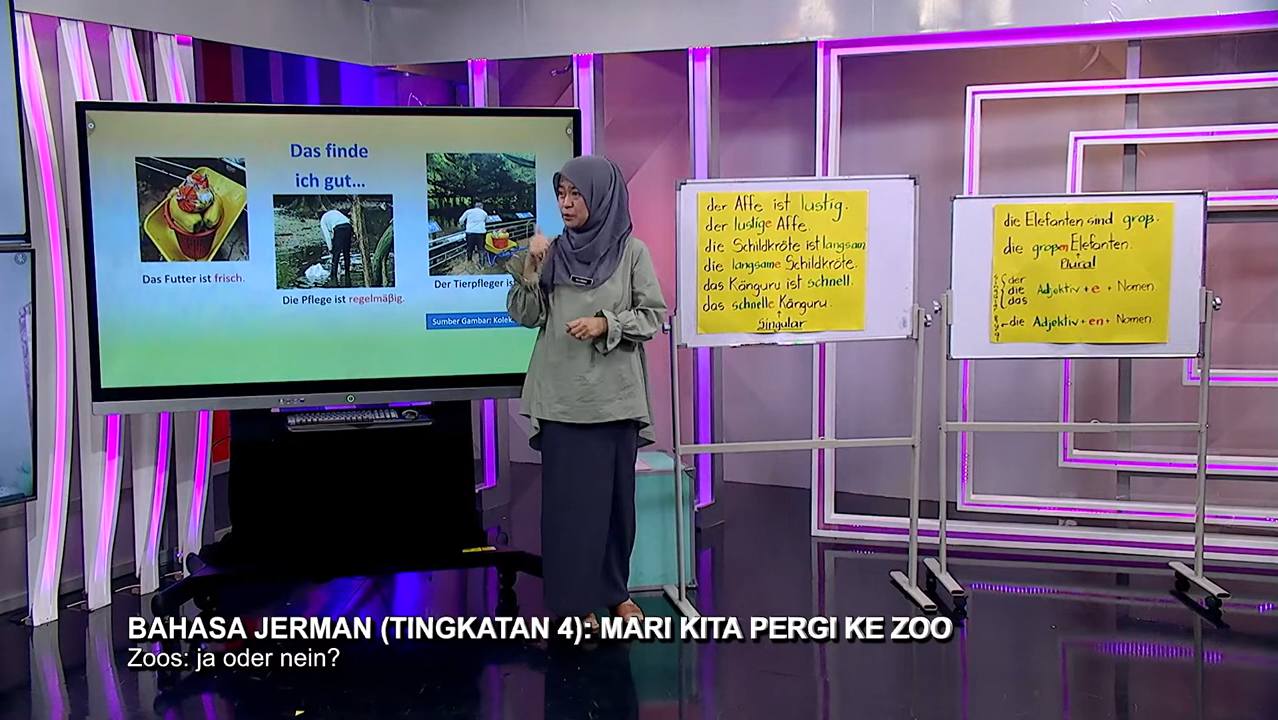 Das finde
ich gut...
Das Futter ist frisch.
Die Pflege ist regelmäßig.
Der Tierpfleger is
Sumber Gambar: Kolek
der Affe ist lustig.
der lustige Affe.
die Schildkröte ist langsam
die langsame Schildkröte.
das Känguru ist schnell.
das schnelle Känguru.
Singular
die Elefanten sind groß.
die großen Elefanten.
Plural
der
die Adjektiv + e + Nomen.
das
die Adjektiv + en + Nomen.
BAHASA JERMAN (TINGKATAN 4): MARI KITA PERGI KE ZOO
Zoos: ja oder nein?